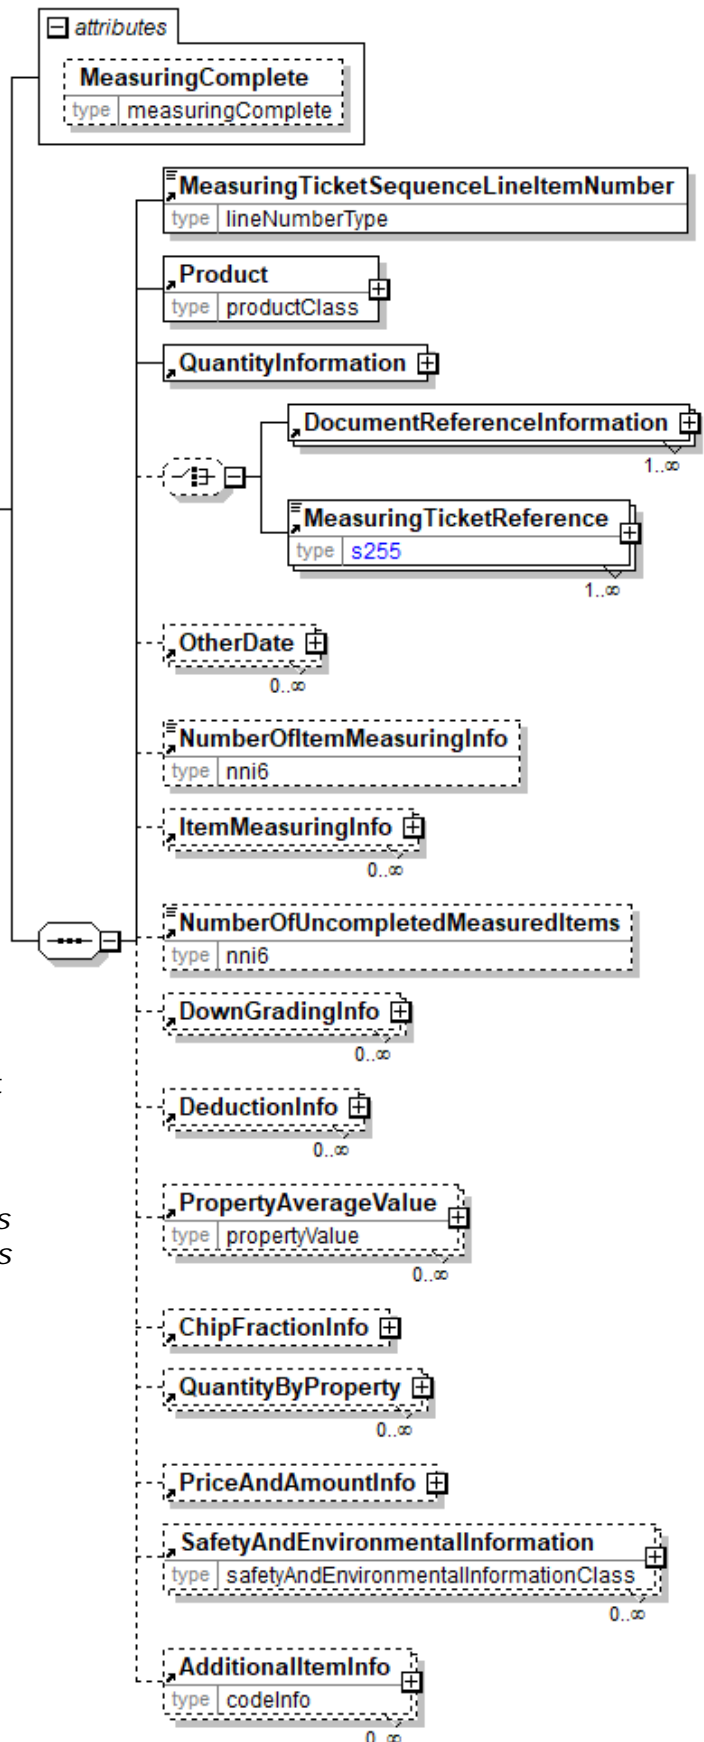 attributes
MeasuringComplete
type measuringComplete
MeasuringTicketSequenceLineItemNumber
type lineNumberType
Product
type productClass
QuantityInformation
DocumentReferenceInformation
1..∞
MeasuringTicketReference
type s255
1..∞
OtherDate
0..∞
NumberOfItemMeasuringInfo
type nni6
ItemMeasuringInfo
0..∞
NumberOfUncompletedMeasuredItems
type nni6
DownGradingInfo
0..∞
DeductionInfo
0..∞
PropertyAverageValue
type propertyValue
s
s
0..∞
ChipFractionInfo
QuantityByProperty
0..∞
PriceAndAmountInfo
SafetyAndEnvironmentalInformation
type safetyAndEnvironmentalInformationClass
0..∞
AdditionalItemInfo
type codeInfo
0..∞